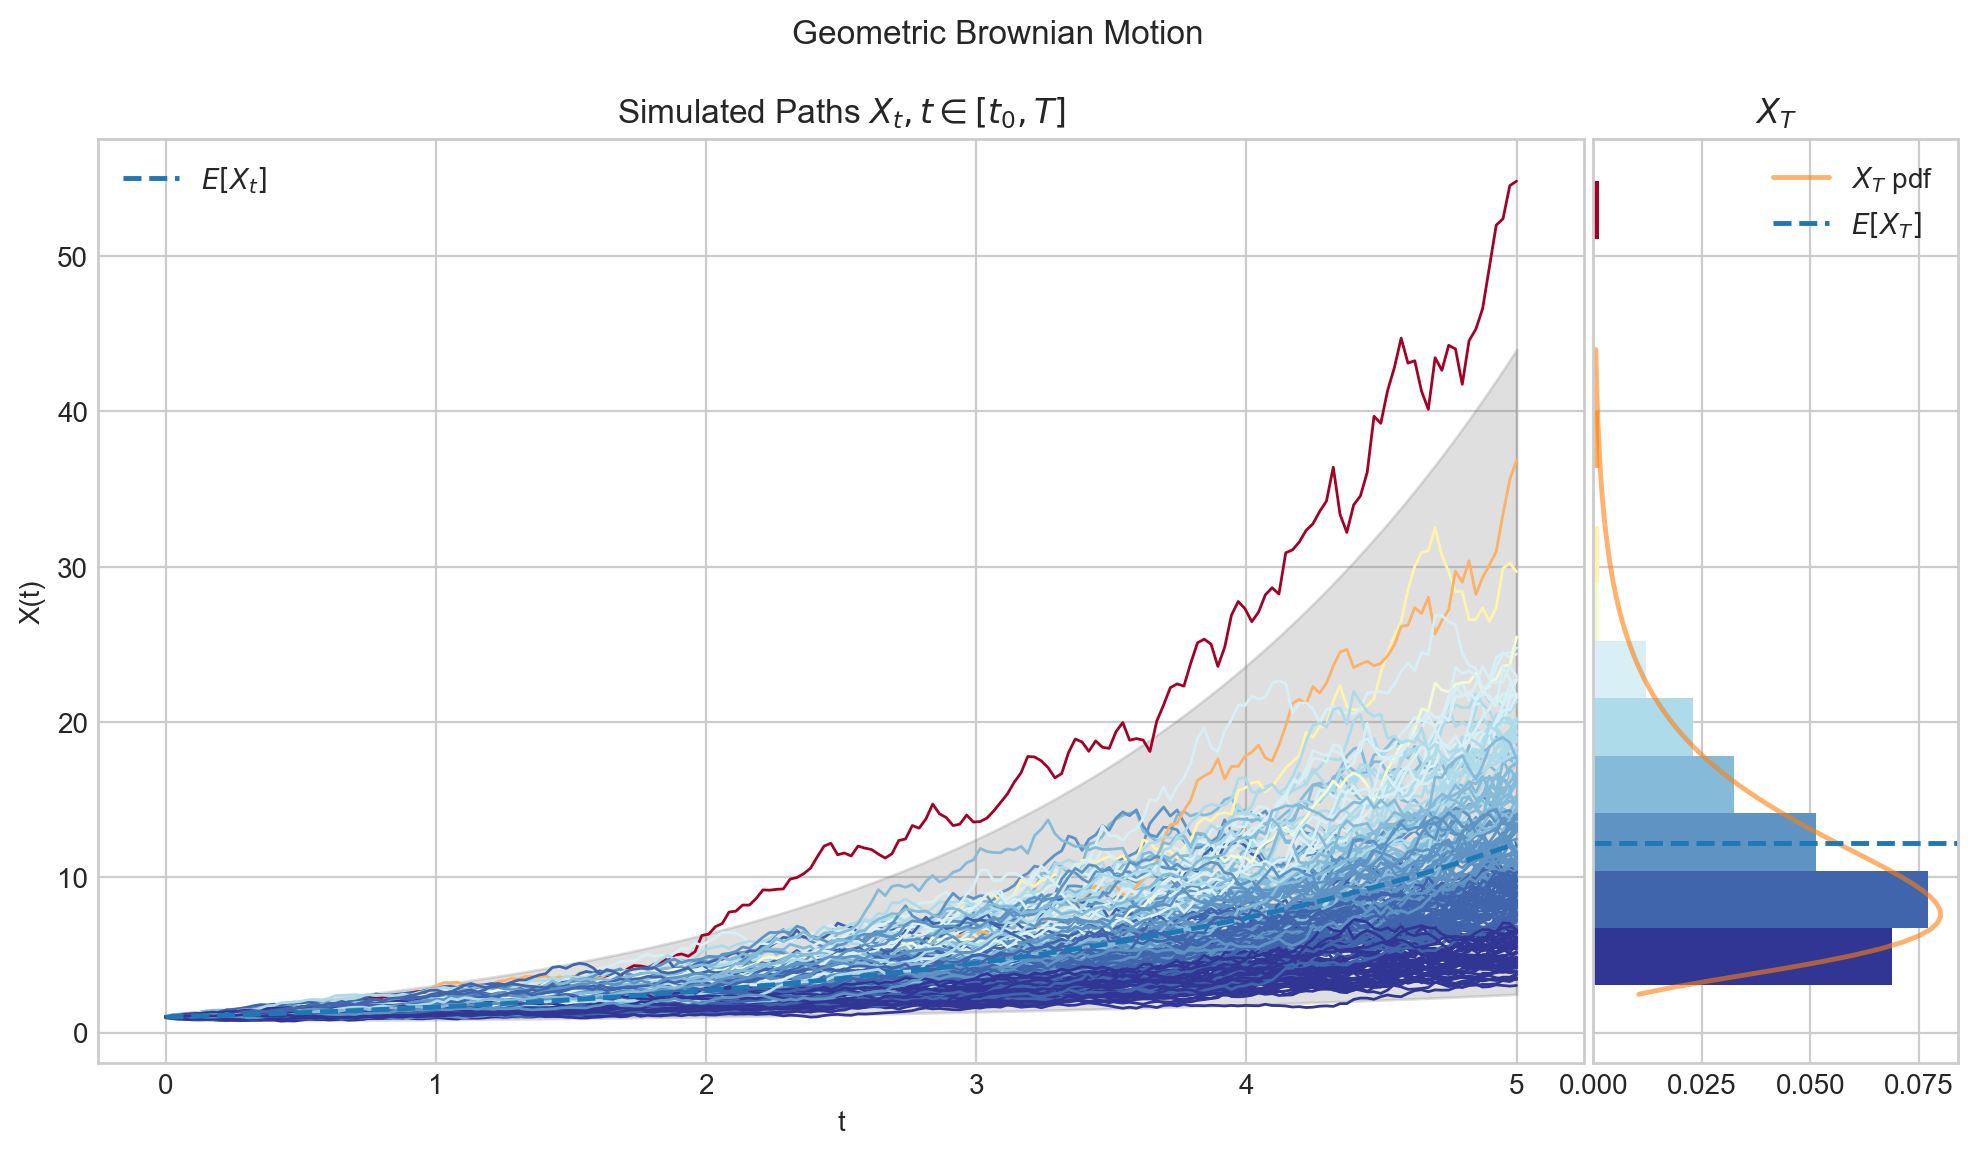 Geometric Brownian Motion
Simulated Paths X_t, t ∈ [t_0, T]
X_T
E[X_t]
X_T pdf
E[X_T]
50
40
30
20
10
0
X(t)
0 1 2 3 4 5
0.000 0.025 0.050 0.075
t